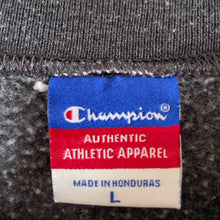 Champion
AUTHENTIC
ATHLETIC APPAREL
MADE IN HONDURAS
L